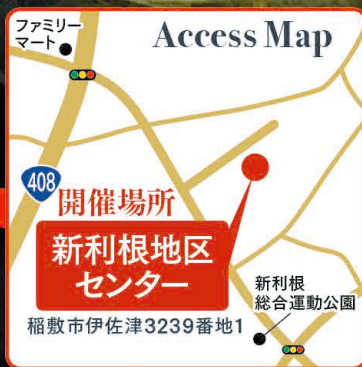 ファミリー
マート
Access Map
408
開催場所
新利根地区
センター
稲敷市伊佐津3239番地1
新利根
総合運動公園